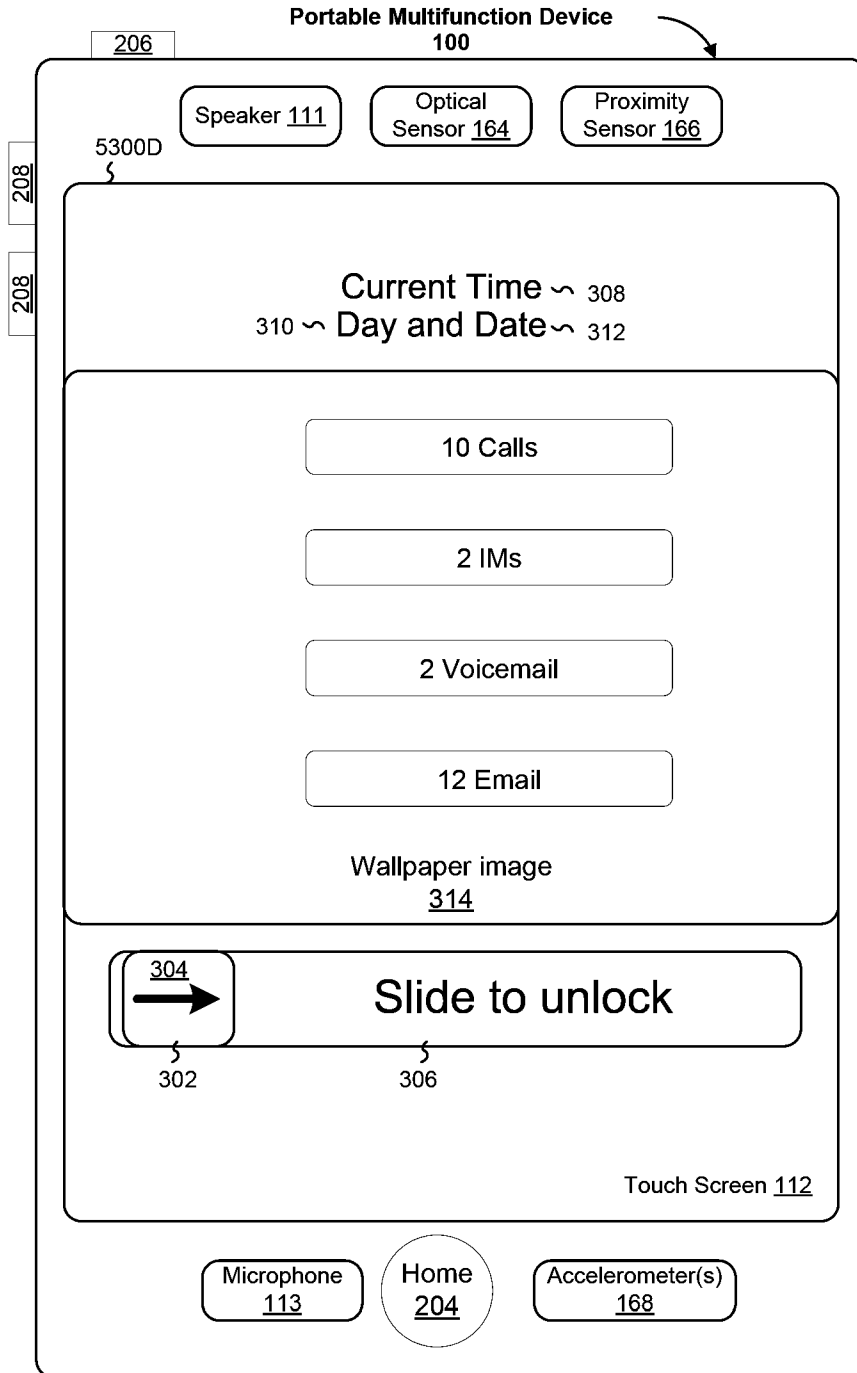 Portable Multifunction Device
100
206
Speaker 111
Optical
Sensor 164
Proximity
Sensor 166
5300D
208
208
Current Time 308
310 Day and Date 312
10 Calls
2 IMs
2 Voicemail
12 Email
Wallpaper image
314
304
Slide to unlock
302
306
Touch Screen 112
Microphone
113
Home
204
Accelerometer(s)
168